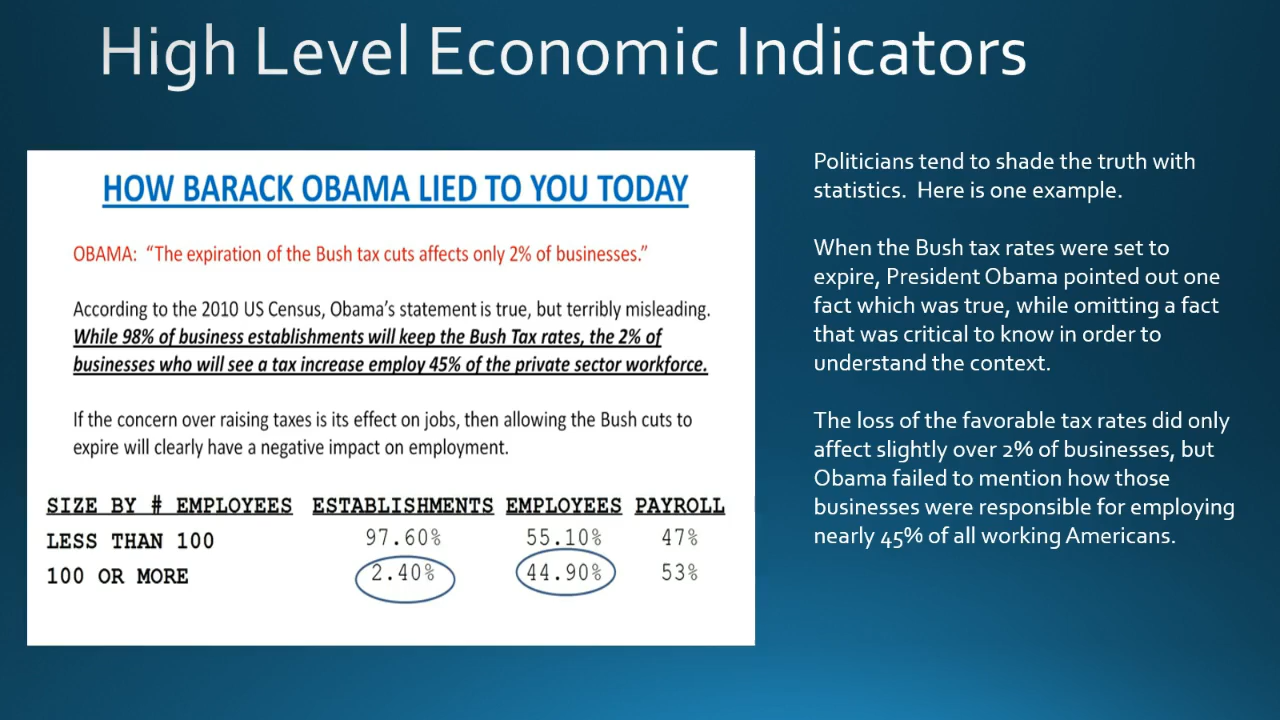 High Level Economic Indicators
HOW BARACK OBAMA LIED TO YOU TODAY
OBAMA:  “The expiration of the Bush tax cuts affects only 2% of businesses.”
According to the 2010 US Census, Obama’s statement is true, but terribly misleading.
While 98% of business establishments will keep the Bush Tax rates, the 2% of
businesses who will see a tax increase employ 45% of the private sector workforce.
If the concern over raising taxes is its effect on jobs, then allowing the Bush cuts to
expire will clearly have a negative impact on employment.
SIZE BY # EMPLOYEES ESTABLISHMENTS EMPLOYEES PAYROLL
LESS THAN 100 97.60% 55.10% 47%
100 OR MORE 2.40% 44.90% 53%
Politicians tend to shade the truth with
statistics.  Here is one example.
When the Bush tax rates were set to
expire, President Obama pointed out one
fact which was true, while omitting a fact
that was critical to know in order to
understand the context.
The loss of the favorable tax rates did only
affect slightly over 2% of businesses, but
Obama failed to mention how those
businesses were responsible for employing
nearly 45% of all working Americans.